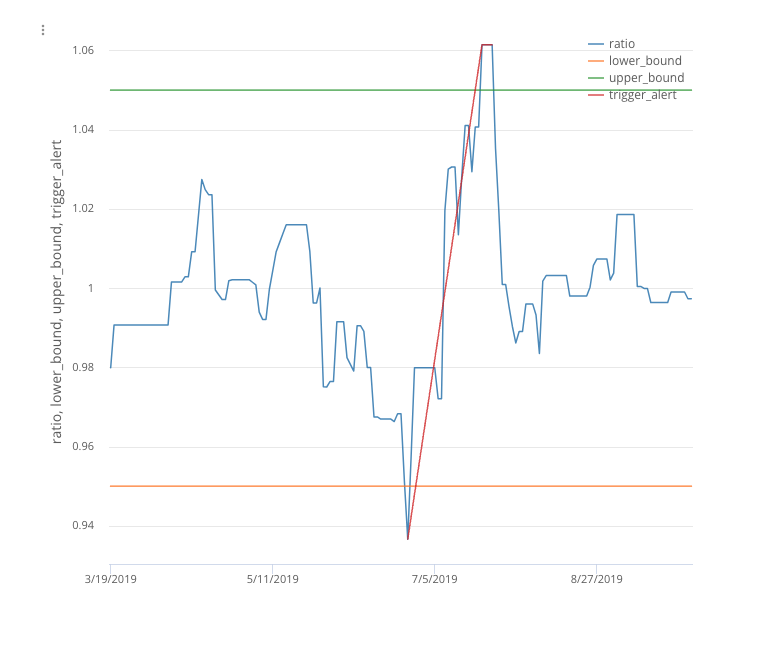 1.06
1.04
1.02
1
0.98
0.96
0.94
ratio, lower_bound, upper_bound, trigger_alert
ratio
lower_bound
upper_bound
trigger_alert
3/19/2019
5/11/2019
7/5/2019
8/27/2019